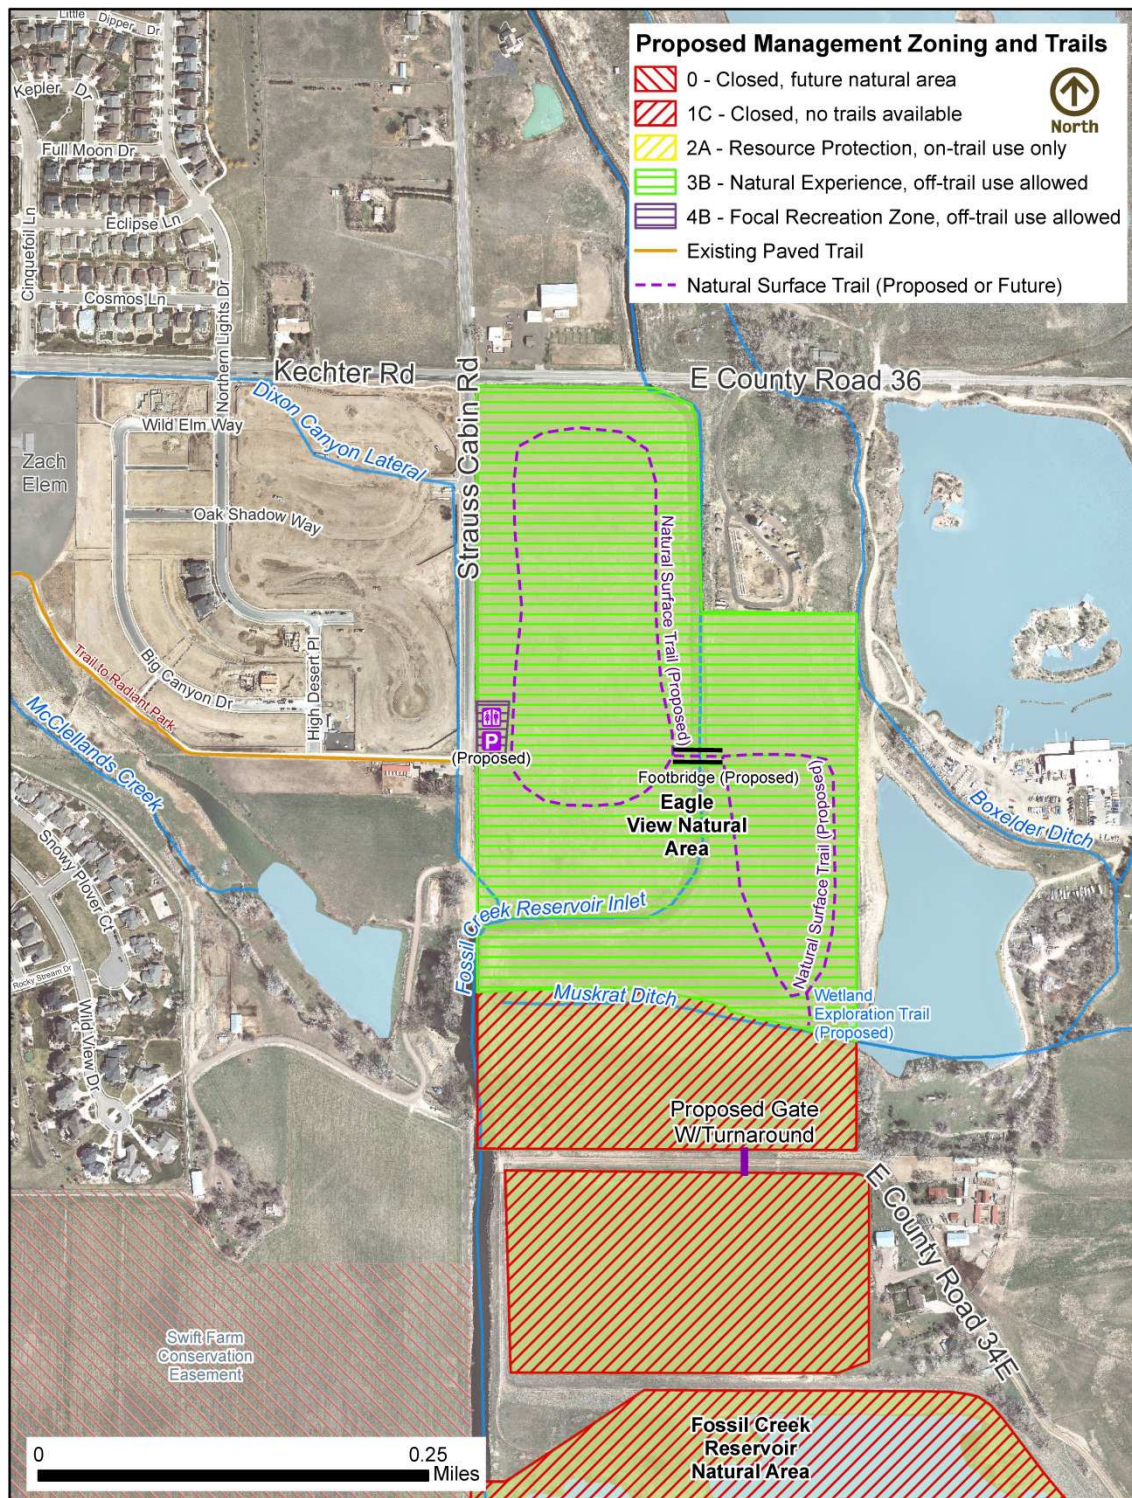 Little Dipper Dr
Kepler Dr
Full Moon Dr
Eclipse Ln
Cinquefoil Ln
Cosmos Ln
Northern Lights Dr
Proposed Management Zoning and Trails
0 - Closed, future natural area
1C - Closed, no trails available
2A - Resource Protection, on-trail use only
3B - Natural Experience, off-trail use allowed
4B - Focal Recreation Zone, off-trail use allowed
Existing Paved Trail
Natural Surface Trail (Proposed or Future)
North
Kechter Rd
E County Road 36
Strauss Cabin Rd
Dixon Canyon Lateral
Wild Elm Way
Zach
Elem
Oak Shadow Way
Big Canyon Dr
High Desert Pl
Trail to Radiant Park
McClellands Creek
P
(Proposed)
Natural Surface Trail (Proposed)
Footbridge (Proposed)
Eagle
View Natural
Area
Natural Surface Trail (Proposed)
Boxelder Ditch
Snowy Plover Ct
Rocky Stream Dr
Wild View Dr
Fossil Creek Reservoir Inlet
Muskrat Ditch
Wetland
Exploration Trail
(Proposed)
Proposed Gate
W/Turnaround
E County Road 34E
Swift Farm
Conservation
Easement
Fossil Creek
Reservoir
Natural Area
0 0.25
Miles